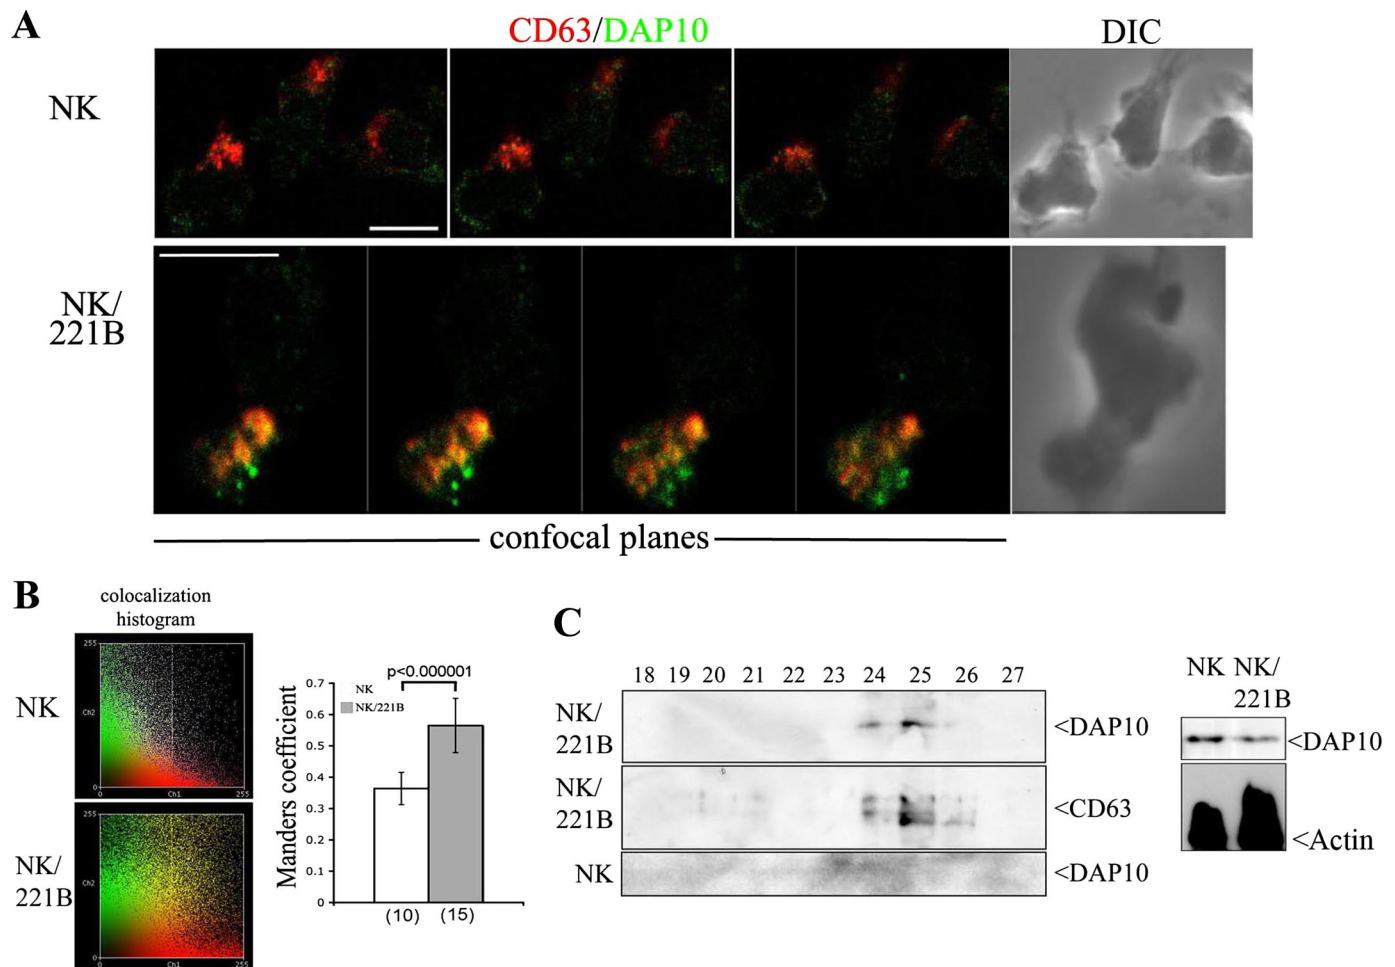 A
CD63/DAP10
DIC
NK
NK/
221B
confocal planes
B
colocalization
histogram
NK
255
Ch2
0
0 Ch1 255
NK/
221B
255
Ch2
0
0 Ch1 255
p<0.000001
NK
NK/221B
Manders coefficient
0.7
0.6
0.5
0.4
0.3
0.2
0.1
0
(10) (15)
C
18 19 20 21 22 23 24 25 26 27
NK/
221B
<DAP10
NK/
221B
<CD63
NK
<DAP10
NK NK/
221B
<DAP10
<Actin